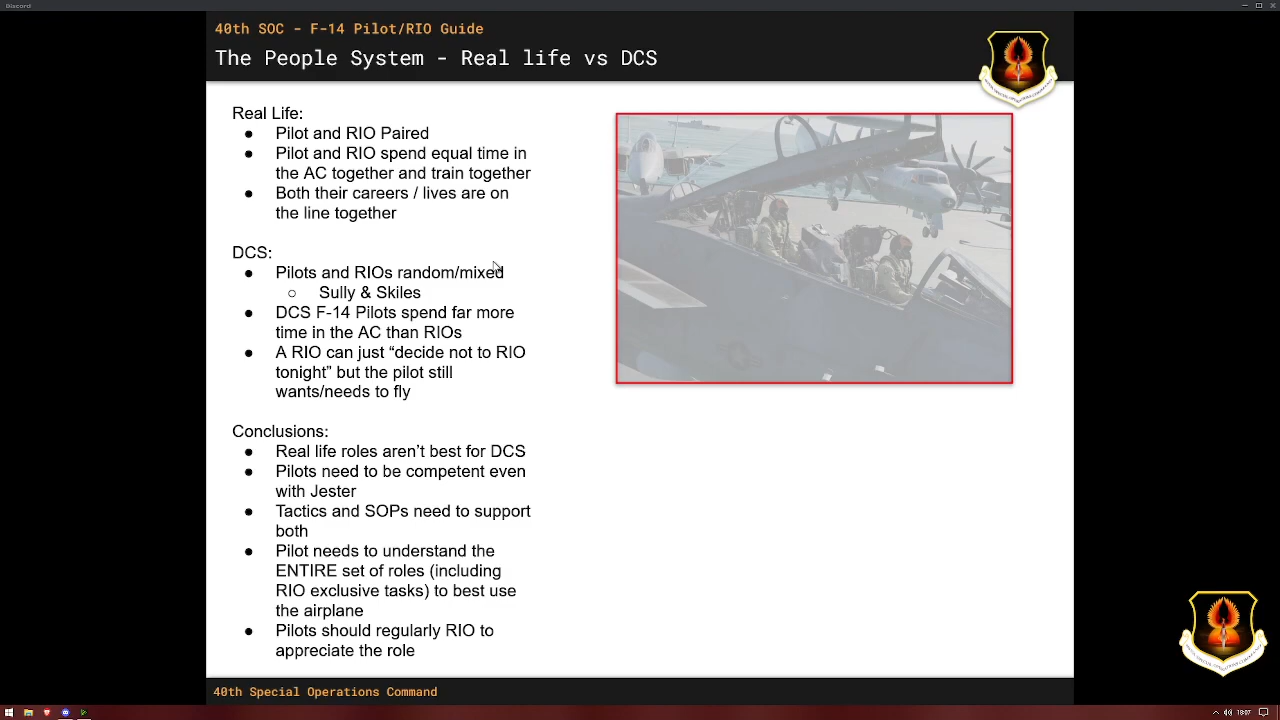 Discord
40th SOC - F-14 Pilot/RIO Guide
The People System - Real life vs DCS
Real Life:
● Pilot and RIO Paired
● Pilot and RIO spend equal time in
the AC together and train together
● Both their careers / lives are on
the line together
DCS:
● Pilots and RIOs random/mixed
○ Sully & Skiles
● DCS F-14 Pilots spend far more
time in the AC than RIOs
● A RIO can just “decide not to RIO
tonight” but the pilot still
wants/needs to fly
Conclusions:
● Real life roles aren’t best for DCS
● Pilots need to be competent even
with Jester
● Tactics and SOPs need to support
both
● Pilot needs to understand the
ENTIRE set of roles (including
RIO exclusive tasks) to best use
the airplane
● Pilots should regularly RIO to
appreciate the role
40th Special Operations Command
18:07